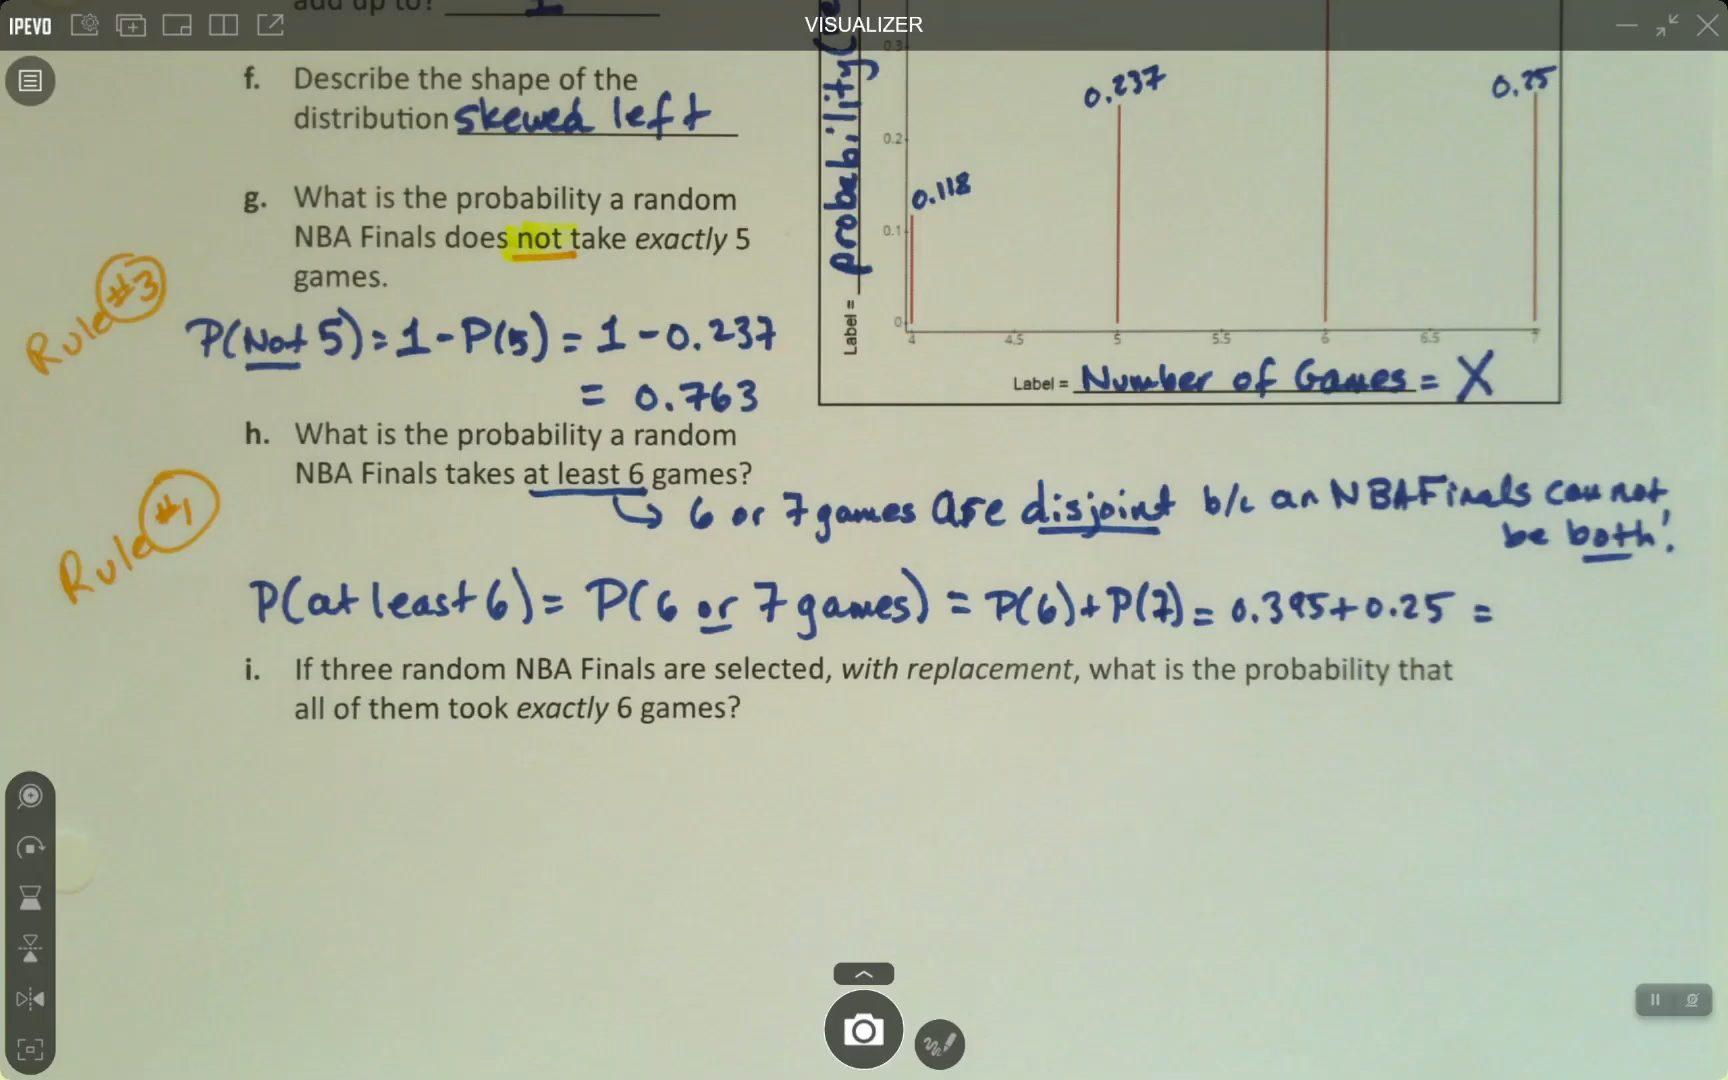 add up to? 1
IPEVO
VISUALIZER
f. Describe the shape of the
distribution skewed left
g. What is the probability a random
NBA Finals does not take exactly 5
games.
Rule #3
P(Not 5) = 1 - P(5) = 1 - 0.237
= 0.763
probability
Label =
0.3
0.2
0.1
0
0.118
0.237
0.25
4 4.5 5 5.5 6 6.5 7
Label = Number of Games = X
h. What is the probability a random
NBA Finals takes at least 6 games?
6 or 7 games are disjoint b/c an NBA Finals can not
be both!
Rule #1
P(at least 6) = P(6 or 7 games) = P(6) + P(7) = 0.395 + 0.25 =
i. If three random NBA Finals are selected, with replacement, what is the probability that
all of them took exactly 6 games?